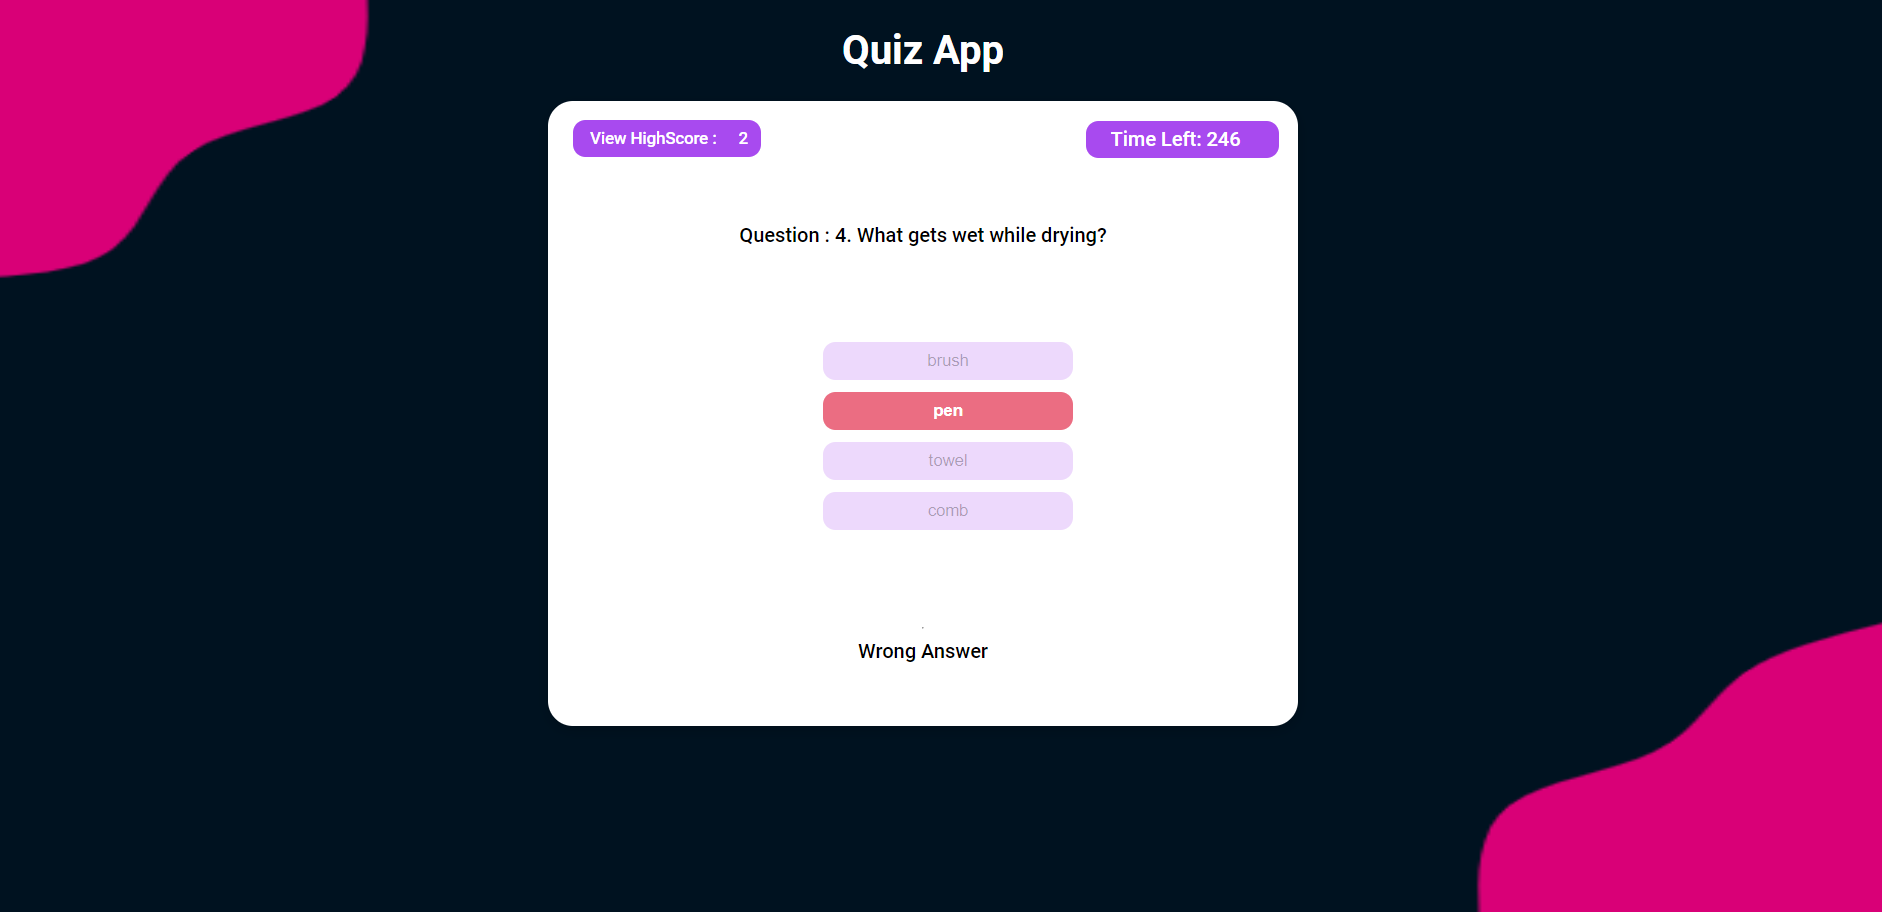 Quiz App
View HighScore : 2
Time Left: 246
Question : 4. What gets wet while drying?
brush
pen
towel
comb
.
Wrong Answer